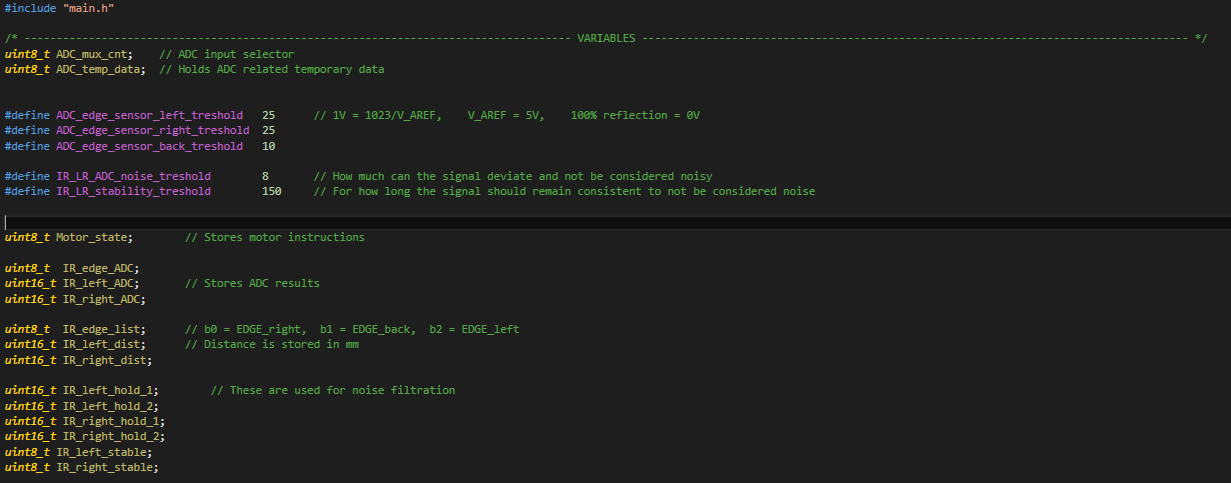 #include "main.h"
/* ------------------------------------------------------------------------------------- VARIABLES ------------------------------------------------------------------------------------- */
uint8_t ADC_mux_cnt;    // ADC input selector
uint8_t ADC_temp_data;  // Holds ADC related temporary data
#define ADC_edge_sensor_left_treshold   25      // 1V = 1023/V_AREF,    V_AREF = 5V,    100% reflection = 0V
#define ADC_edge_sensor_right_treshold  25
#define ADC_edge_sensor_back_treshold   10
#define IR_LR_ADC_noise_treshold        8       // How much can the signal deviate and not be considered noisy
#define IR_LR_stability_treshold        150     // For how long the signal should remain consistent to not be considered noise
uint8_t Motor_state;        // Stores motor instructions
uint8_t  IR_edge_ADC;
uint16_t IR_left_ADC;       // Stores ADC results
uint16_t IR_right_ADC;
uint8_t  IR_edge_list;      // b0 = EDGE_right,  b1 = EDGE_back,  b2 = EDGE_left
uint16_t IR_left_dist;      // Distance is stored in mm
uint16_t IR_right_dist;
uint16_t IR_left_hold_1;        // These are used for noise filtration
uint16_t IR_left_hold_2;
uint16_t IR_right_hold_1;
uint16_t IR_right_hold_2;
uint8_t IR_left_stable;
uint8_t IR_right_stable;